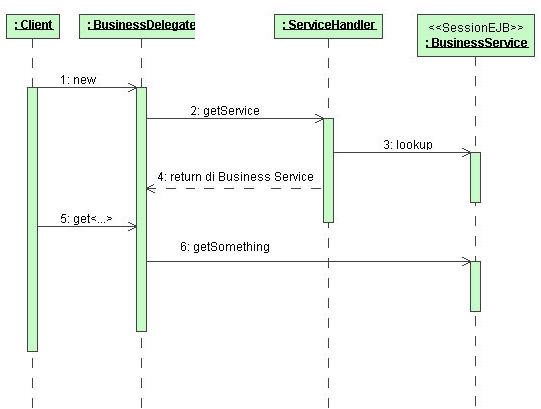 : Client
: BusinessDelegate
: ServiceHandler
<<SessionEJB>>
: BusinessService
1: new
2: getService
3: lookup
4: return di Business Service
5: get<...>
6: getSomething